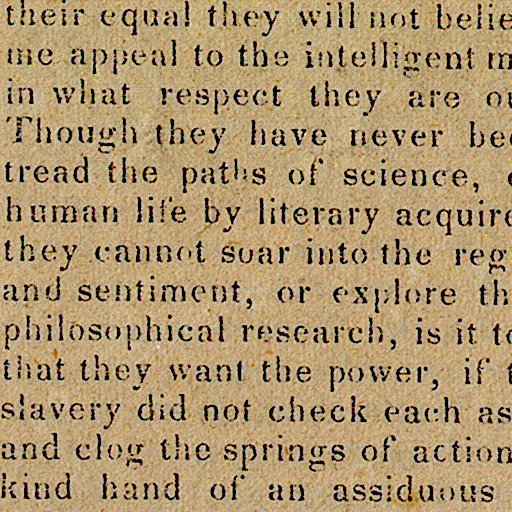 their equal they will not belie
me appeal to the intelligent m
in what respect they are ou
Though they have never bee
tread the paths of science,
human life by literary acquire
they cannot soar into the reg
and sentiment, or explore th
philosophical research, is it to
that they want the power, if t
slavery did not check each as
and clog the springs of action
kind hand of an assiduous